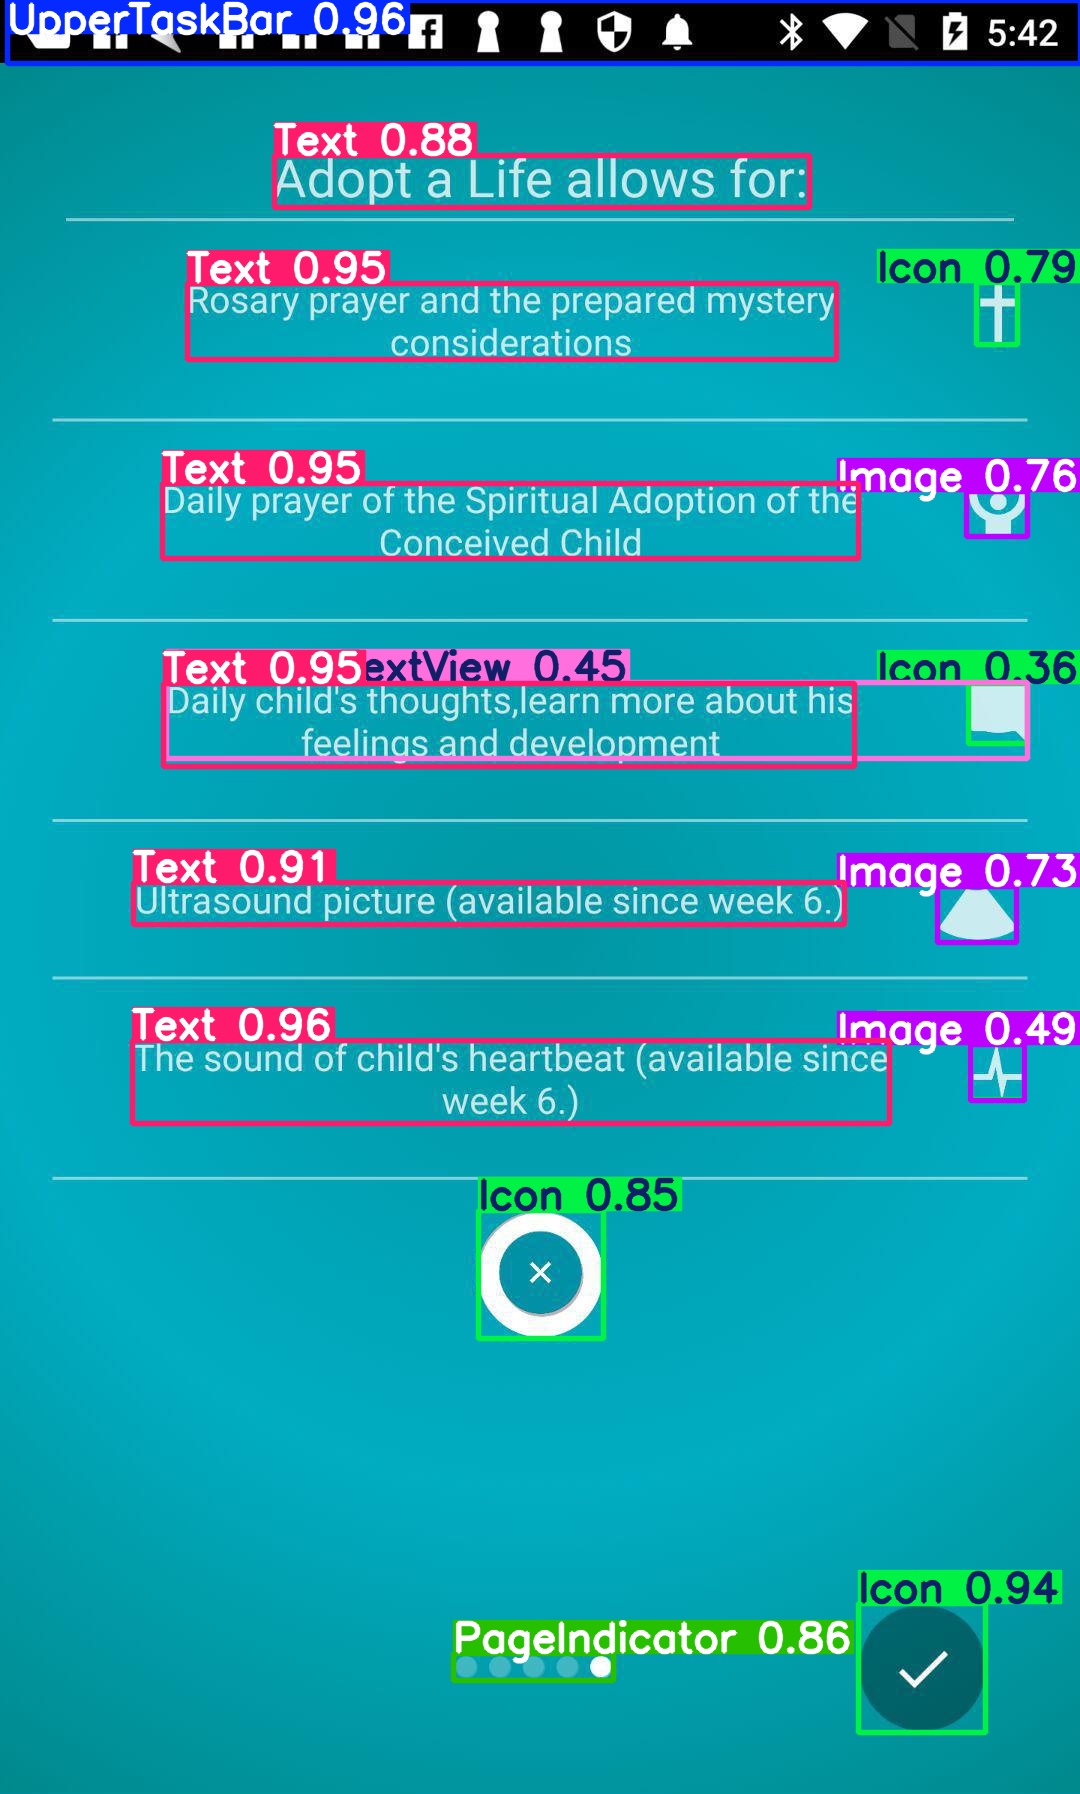 UpperTaskBar 0.96
5:42
Text 0.88
Adopt a Life allows for:
Text 0.95
Icon 0.79
Rosary prayer and the prepared mystery
considerations
Text 0.95
Image 0.76
Daily prayer of the Spiritual Adoption of the
Conceived Child
Text 0.95
extView 0.45
Icon 0.36
Daily child's thoughts,learn more about his
feelings and development
Text 0.91
Image 0.73
Ultrasound picture (available since week 6.)
Text 0.96
Image 0.49
The sound of child's heartbeat (available since
week 6.)
Icon 0.85
Icon 0.94
PageIndicator 0.86